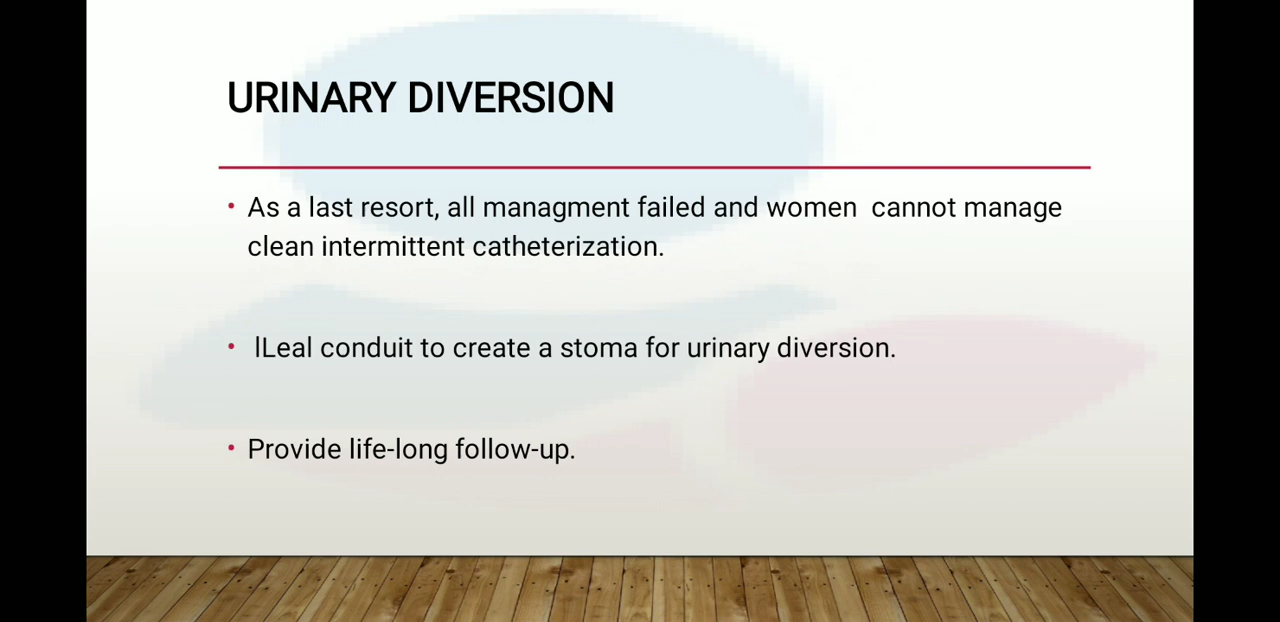 URINARY DIVERSION
• As a last resort, all managment failed and women  cannot manage
clean intermittent catheterization.
• lLeal conduit to create a stoma for urinary diversion.
• Provide life-long follow-up.